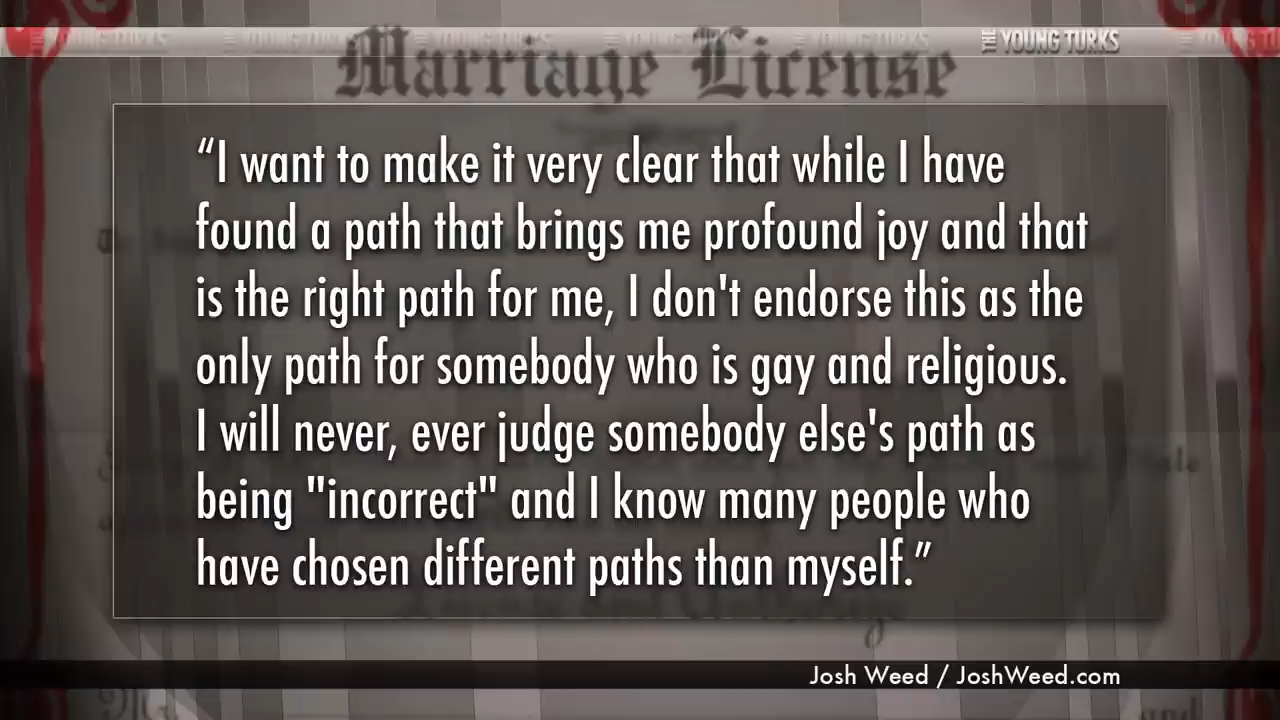 THE YOUNG TURKS
Marriage License
“I want to make it very clear that while I have
found a path that brings me profound joy and that
is the right path for me, I don't endorse this as the
only path for somebody who is gay and religious.
I will never, ever judge somebody else's path as
being "incorrect" and I know many people who
have chosen different paths than myself.”
Josh Weed / JoshWeed.com
and